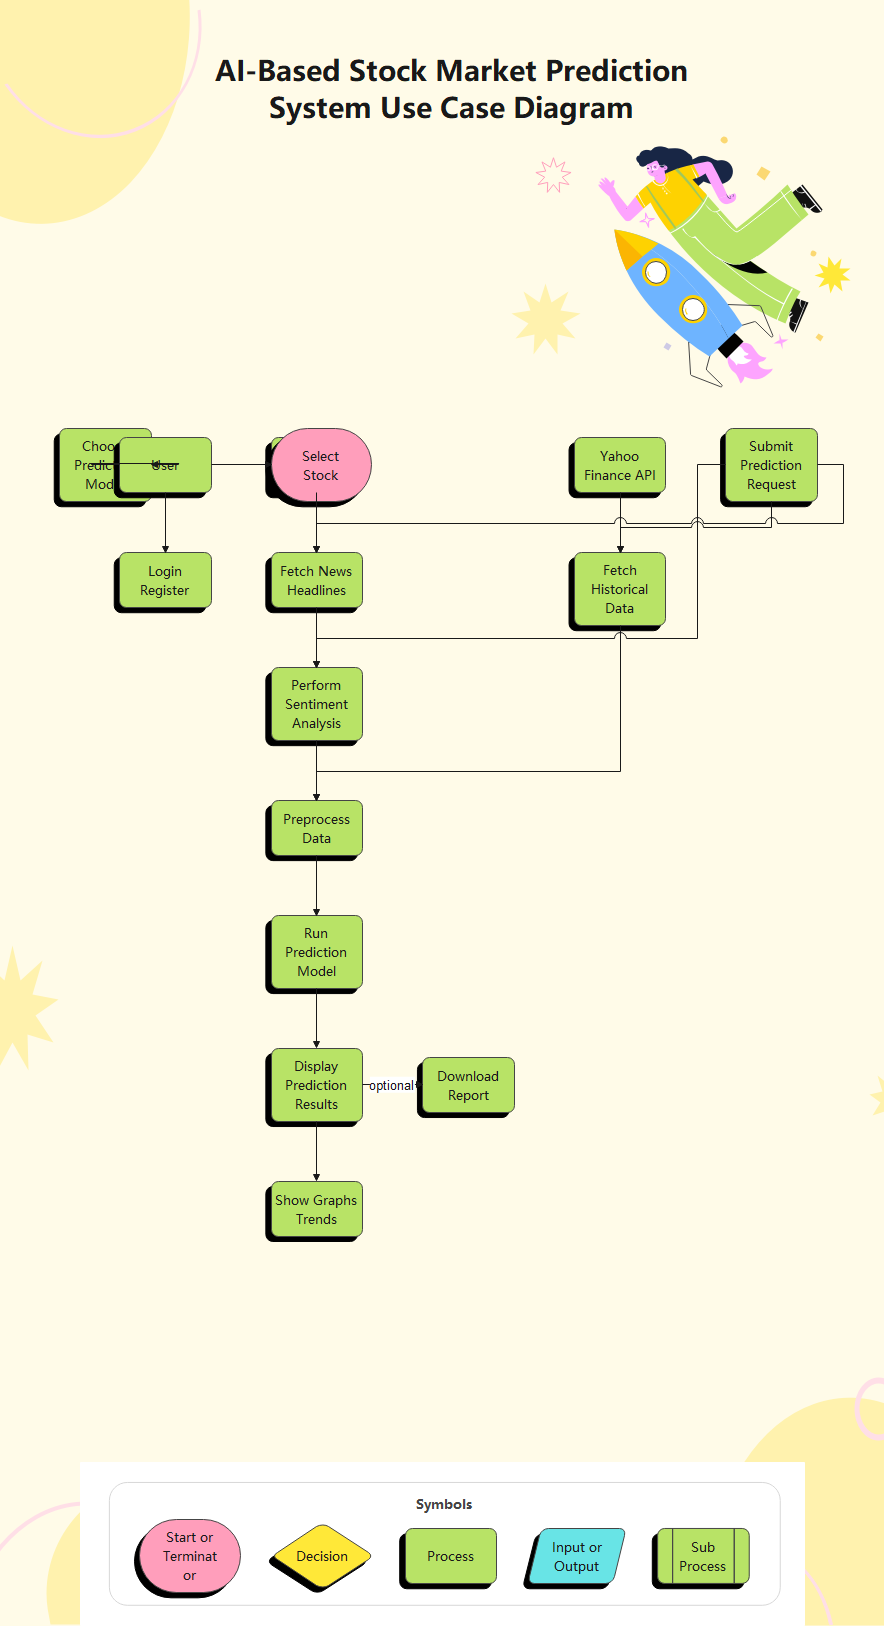 AI-Based Stock Market Prediction
System Use Case Diagram
User
Select
Stock
Yahoo
Finance API
Submit
Prediction
Request
Login
Register
Fetch News
Headlines
Fetch
Historical
Data
Perform
Sentiment
Analysis
Preprocess
Data
Run
Prediction
Model
Display
Prediction
Results
optional
Download
Report
Show Graphs
Trends
Symbols
Start or
Terminat
or
Decision
Process
Input or
Output
Sub
Process